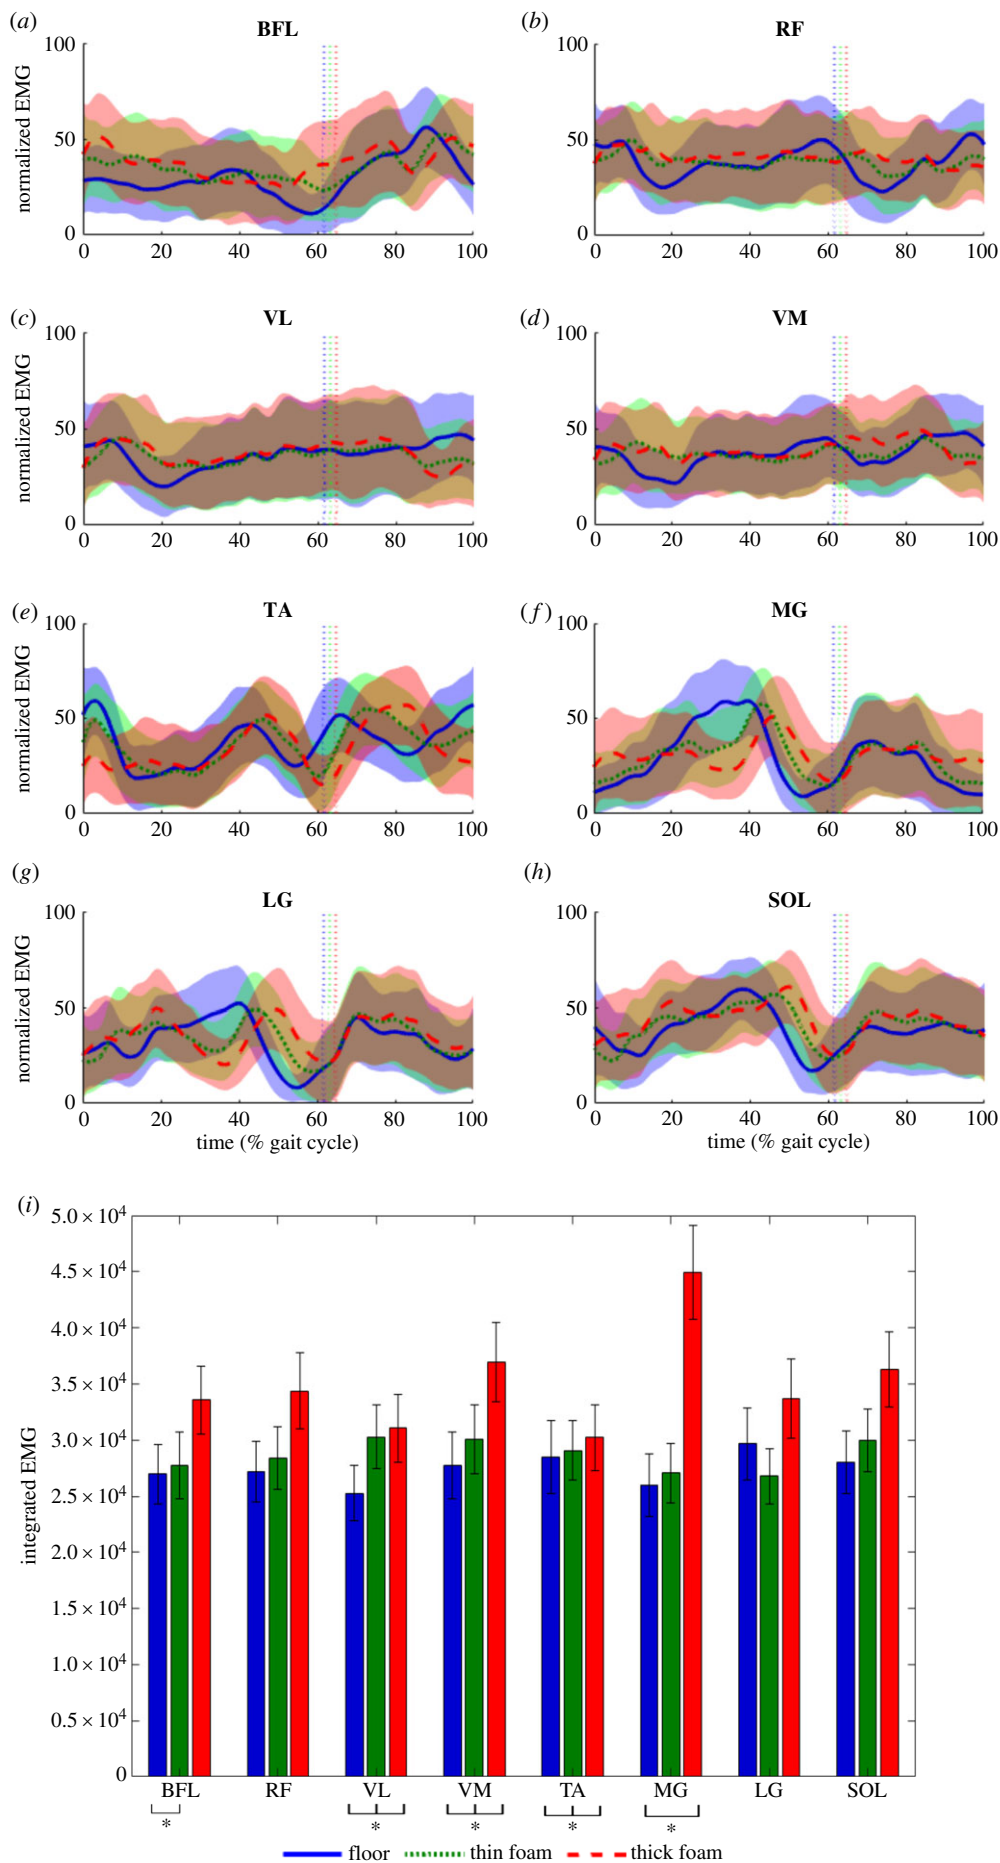 (a) BFL (b) RF
normalized EMG
100 100
50 50
0 0
0 20 40 60 80 100 0 20 40 60 80 100
(c) VL (d) VM
normalized EMG
100 100
50 50
0 0
0 20 40 60 80 100 0 20 40 60 80 100
(e) TA (f) MG
normalized EMG
100 100
50 50
0 0
0 20 40 60 80 100 0 20 40 60 80 100
(g) LG (h) SOL
normalized EMG
100 100
50 50
0 0
0 20 40 60 80 100 0 20 40 60 80 100
time (% gait cycle) time (% gait cycle)
(i)
integrated EMG
5.0 × 10⁴
4.5 × 10⁴
4.0 × 10⁴
3.5 × 10⁴
3.0 × 10⁴
2.5 × 10⁴
2.0 × 10⁴
1.5 × 10⁴
1.0 × 10⁴
0.5 × 10⁴
0
BFL RF VL VM TA MG LG SOL
* * * * *
floor thin foam thick foam